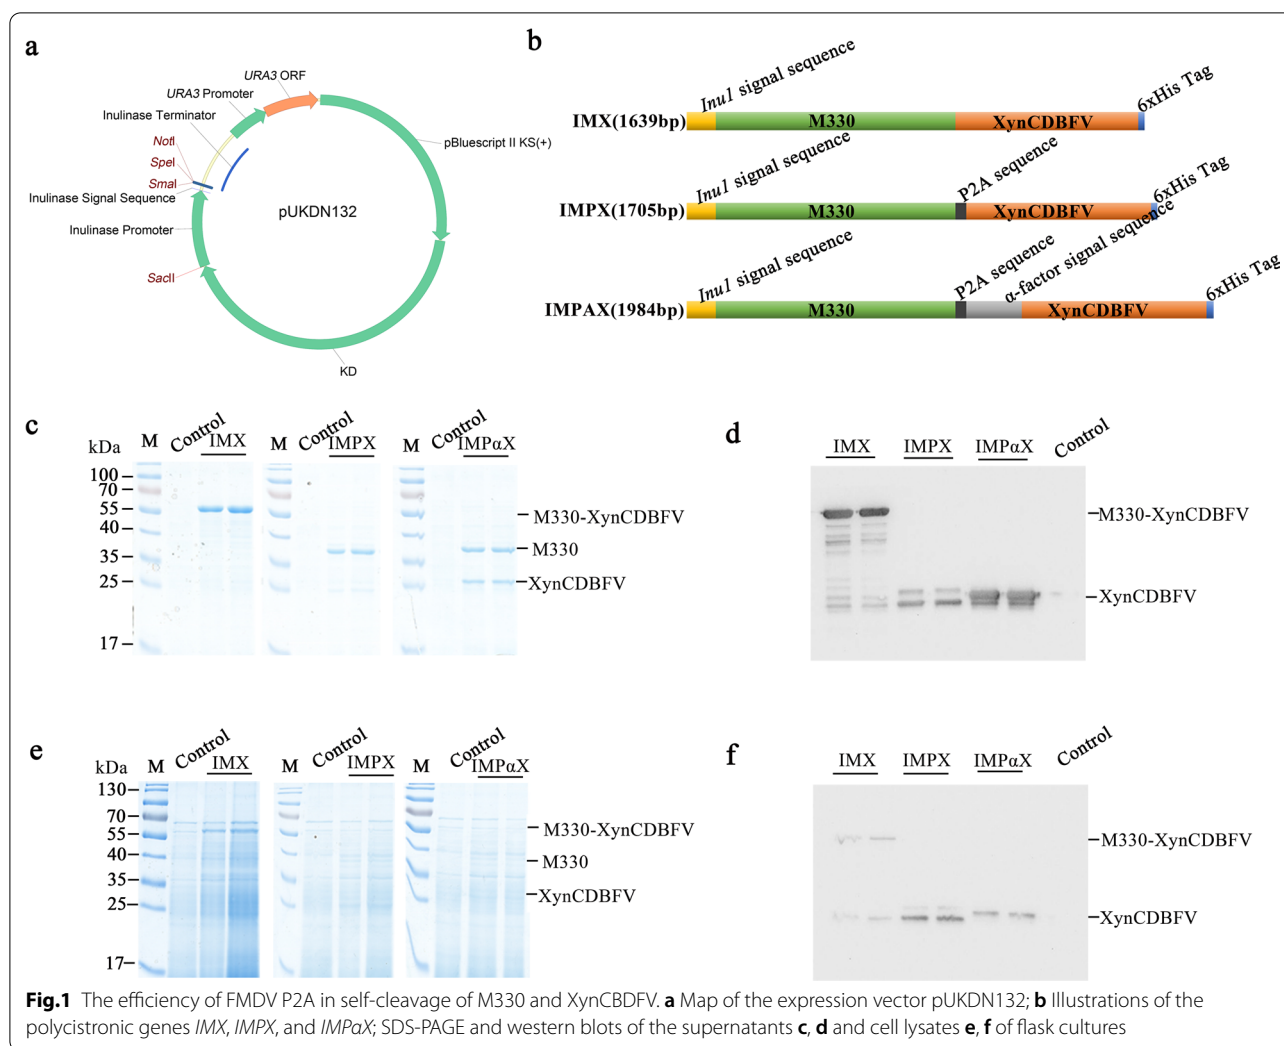 a
URA3 ORF
URA3 Promoter
Inulinase Terminator
NotI
SpeI
SmaI
Inulinase Signal Sequence
Inulinase Promoter
SacII
pBluescript II KS(+)
pUKDN132
KD
b
Inu1 signal sequence
6xHis Tag
IMX(1639bp)
M330
XynCDBFV
Inu1 signal sequence
P2A sequence
6xHis Tag
IMPX(1705bp)
M330
XynCDBFV
Inu1 signal sequence
P2A sequence
α-factor signal sequence
6xHis Tag
IMPAX(1984bp)
M330
XynCDBFV
c
kDa
M
Control
IMX
M
Control
IMPX
M
Control
IMPαX
100
70
55
40
35
25
17
M330-XynCDBFV
M330
XynCDBFV
d
IMX
IMPX
IMPαX
Control
M330-XynCDBFV
XynCDBFV
e
kDa
M
Control
IMX
M
Control
IMPX
M
Control
IMPαX
130
70
55
40
35
25
17
M330-XynCDBFV
M330
XynCDBFV
f
IMX
IMPX
IMPαX
Control
M330-XynCDBFV
XynCDBFV
Fig.1 The efficiency of FMDV P2A in self-cleavage of M330 and XynCBDFV. a Map of the expression vector pUKDN132; b Illustrations of the
polycistronic genes IMX, IMPX, and IMPαX; SDS-PAGE and western blots of the supernatants c, d and cell lysates e, f of flask cultures